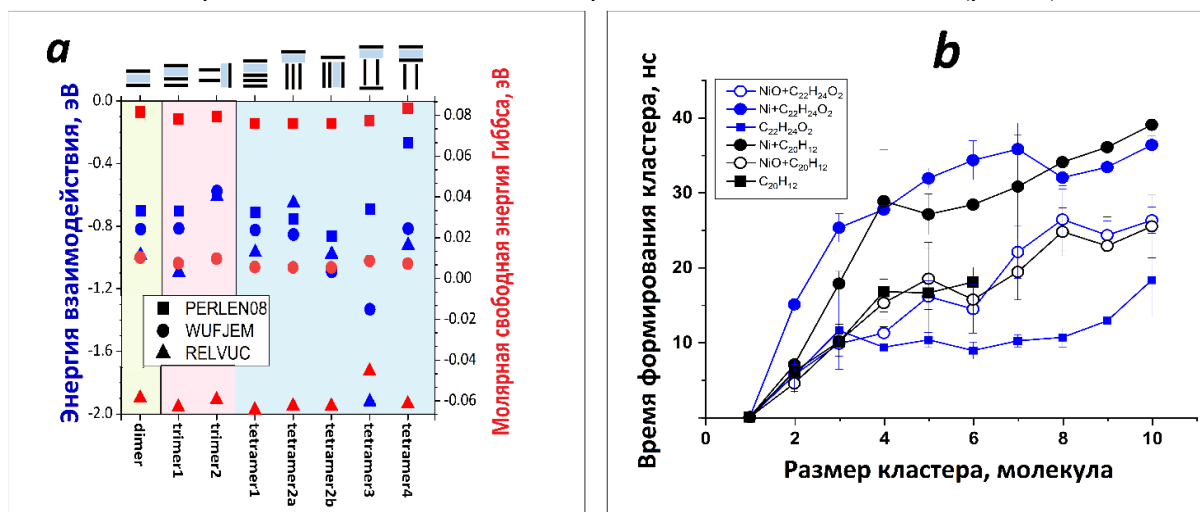 a
Энергия взаимодействия, эВ
0.0
-0.4
-0.8
-1.2
-1.6
-2.0
PERLEN08
WUFJEM
RELVUC
0.08
0.06
0.04
0.02
0.00
-0.04
-0.06
Молярная свободная энергия Гиббса, эВ
dimer
trimer1
trimer2
tetramer1
tetramer2a
tetramer2b
tetramer3
tetramer4
b
Время формирования кластера, нс
40
30
20
10
NiO+C₂₂H₂₄O₂
Ni+C₂₂H₂₄O₂
C₂₂H₂₄O₂
Ni+C₂₀H₁₂
NiO+C₂₀H₁₂
C₂₀H₁₂
0
2
4
6
8
10
Размер кластера, молекула